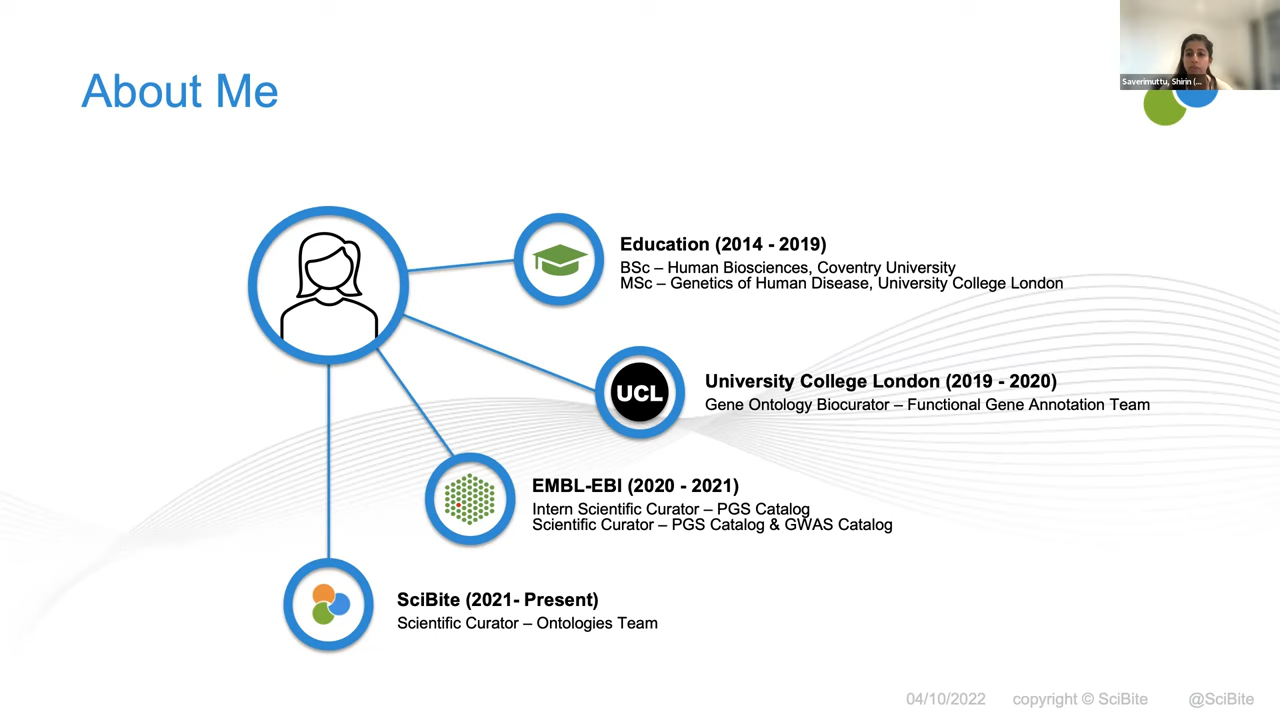 Saverimuttu, Shirin (...
About Me
Education (2014 - 2019)
BSc – Human Biosciences, Coventry University
MSc – Genetics of Human Disease, University College London
UCL
University College London (2019 - 2020)
Gene Ontology Biocurator – Functional Gene Annotation Team
EMBL-EBI (2020 - 2021)
Intern Scientific Curator – PGS Catalog
Scientific Curator – PGS Catalog & GWAS Catalog
SciBite (2021- Present)
Scientific Curator – Ontologies Team
04/10/2022 copyright © SciBite @SciBite